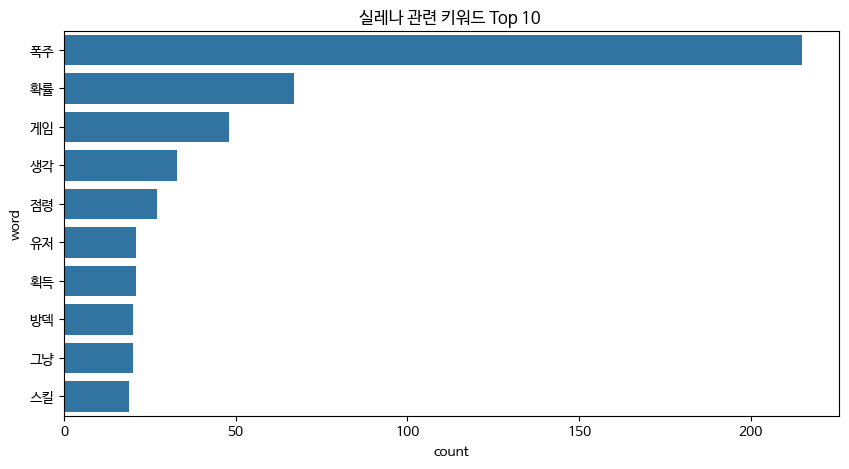 실레나 관련 키워드 Top 10
word
폭주
확률
게임
생각
점령
유저
획득
방덱
그냥
스킬
0 50 100 150 200
count